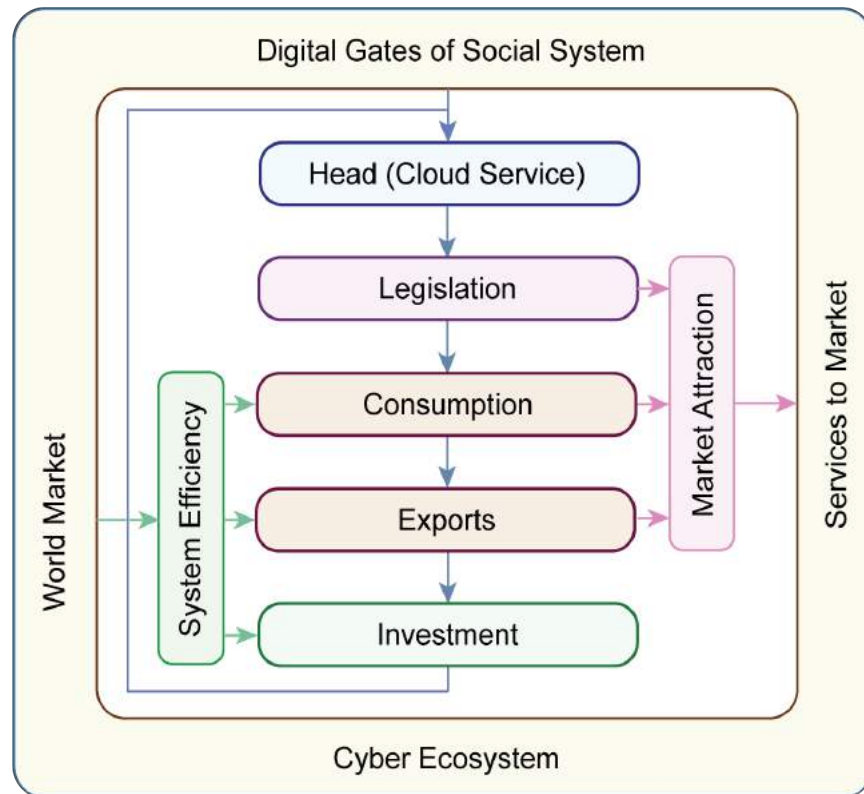 Digital Gates of Social System
Head (Cloud Service)
Legislation
Consumption
Exports
Investment
World Market
System Efficiency
Market Attraction
Services to Market
Cyber Ecosystem